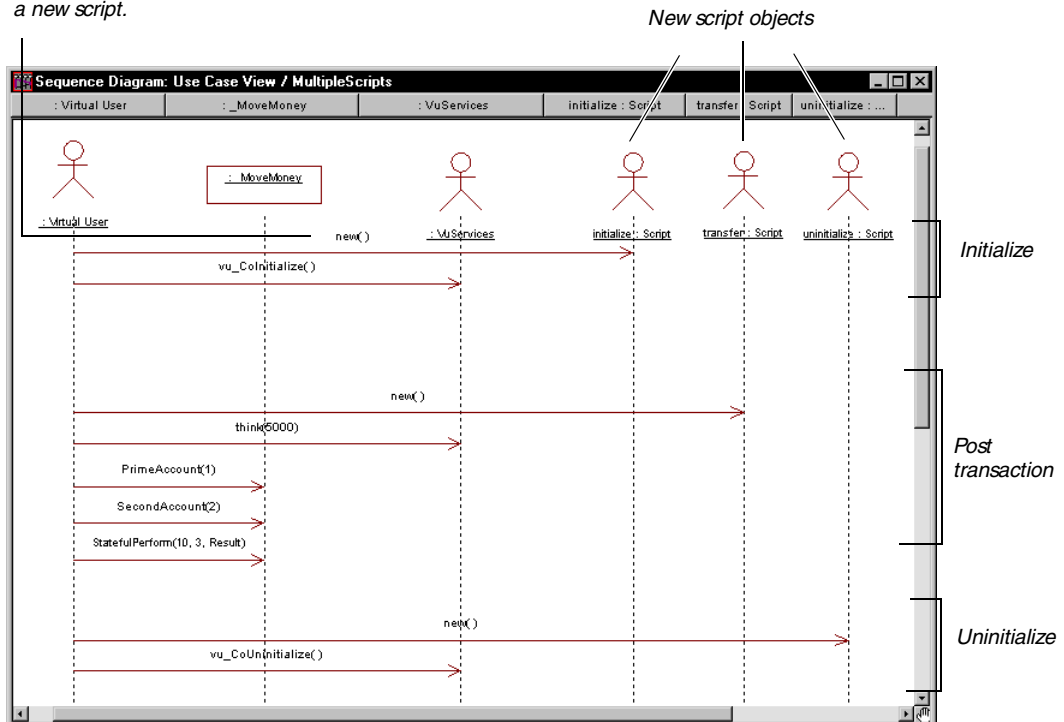 a new script.
New script objects
Sequence Diagram: Use Case View / MultipleScripts
: Virtual User
: _MoveMoney
: VuServices
initialize : Script
transfer : Script
uninitialize : ...
: _MoveMoney
: Virtual User
new( )
: VuServices
initialize : Script
transfer : Script
uninitialize : Script
Initialize
vu_CoInitialize( )
new( )
think(5000)
Post
transaction
PrimeAccount(1)
SecondAccount(2)
StatefulPerform(10, 3, Result)
new( )
Uninitialize
vu_CoUnInitialize( )